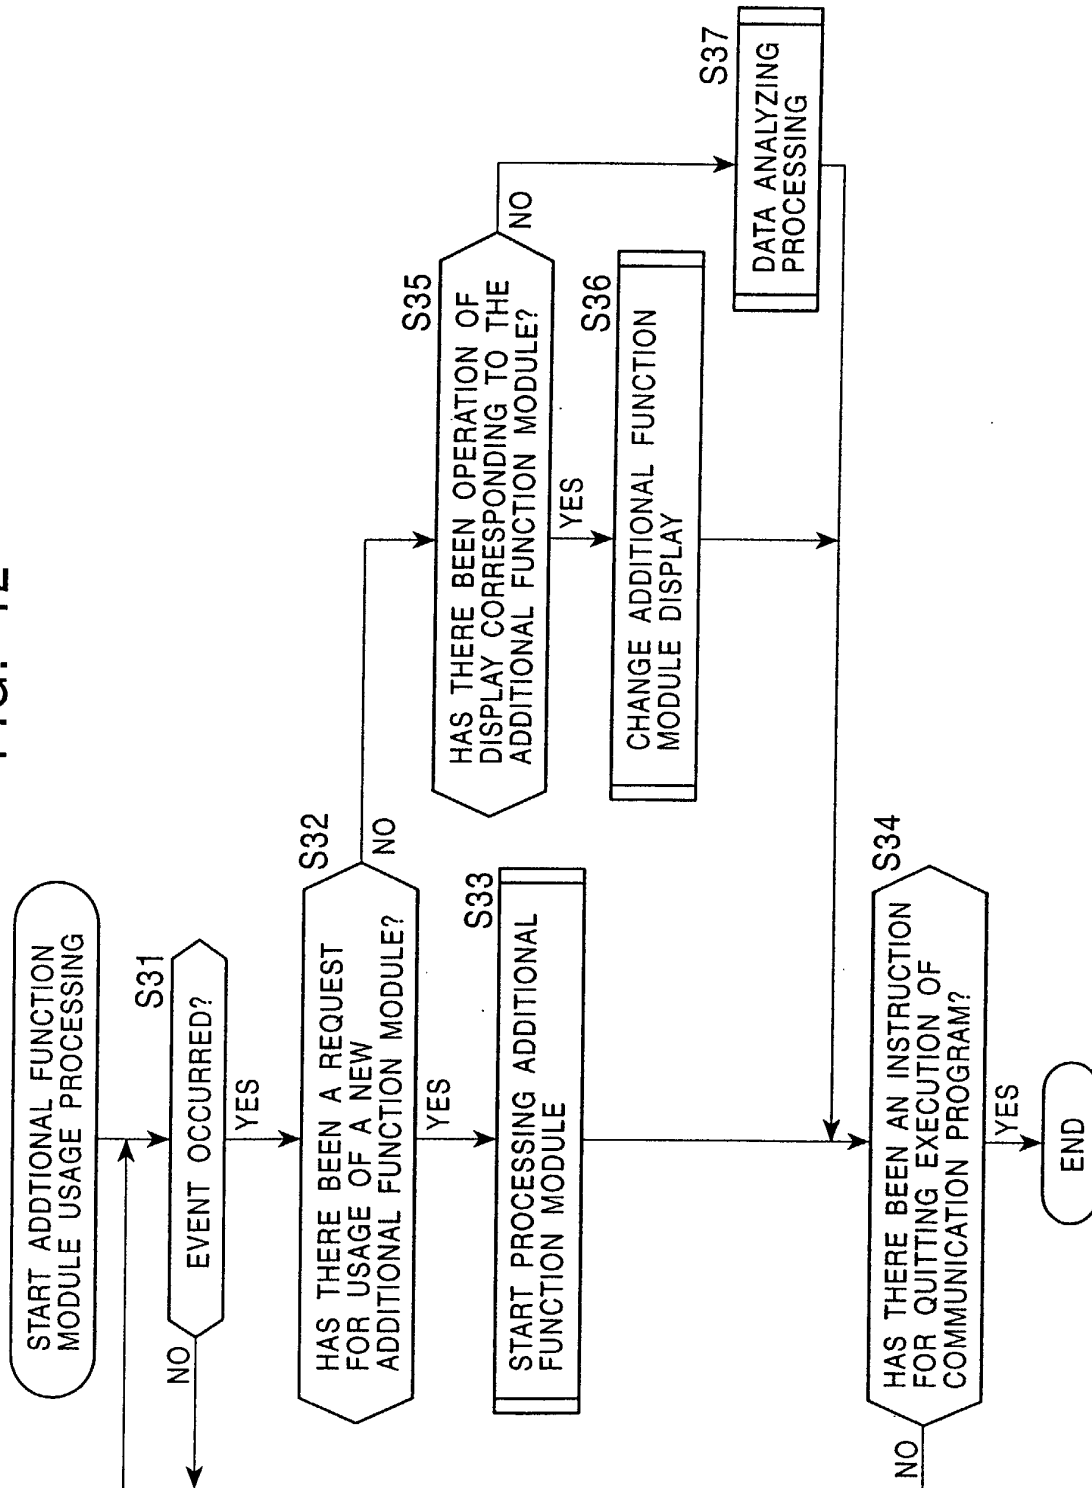 START ADDTIONAL FUNCTION
MODULE USAGE PROCESSING
S31
EVENT OCCURRED?
NO
YES
S32
HAS THERE BEEN A REQUEST
FOR USAGE OF A NEW
ADDITIONAL FUNCTION MODULE?
NO
YES
S33
START PROCESSING ADDITIONAL
FUNCTION MODULE
S35
HAS THERE BEEN OPERATION OF
DISPLAY CORRESPONDING TO THE
ADDITIONAL FUNCTION MODULE?
NO
YES
S36
CHANGE ADDITIONAL FUNCTION
MODULE DISPLAY
S37
DATA ANALYZING
PROCESSING
S34
HAS THERE BEEN AN INSTRUCTION
FOR QUITTING EXECUTION OF
COMMUNICATION PROGRAM?
NO
YES
END